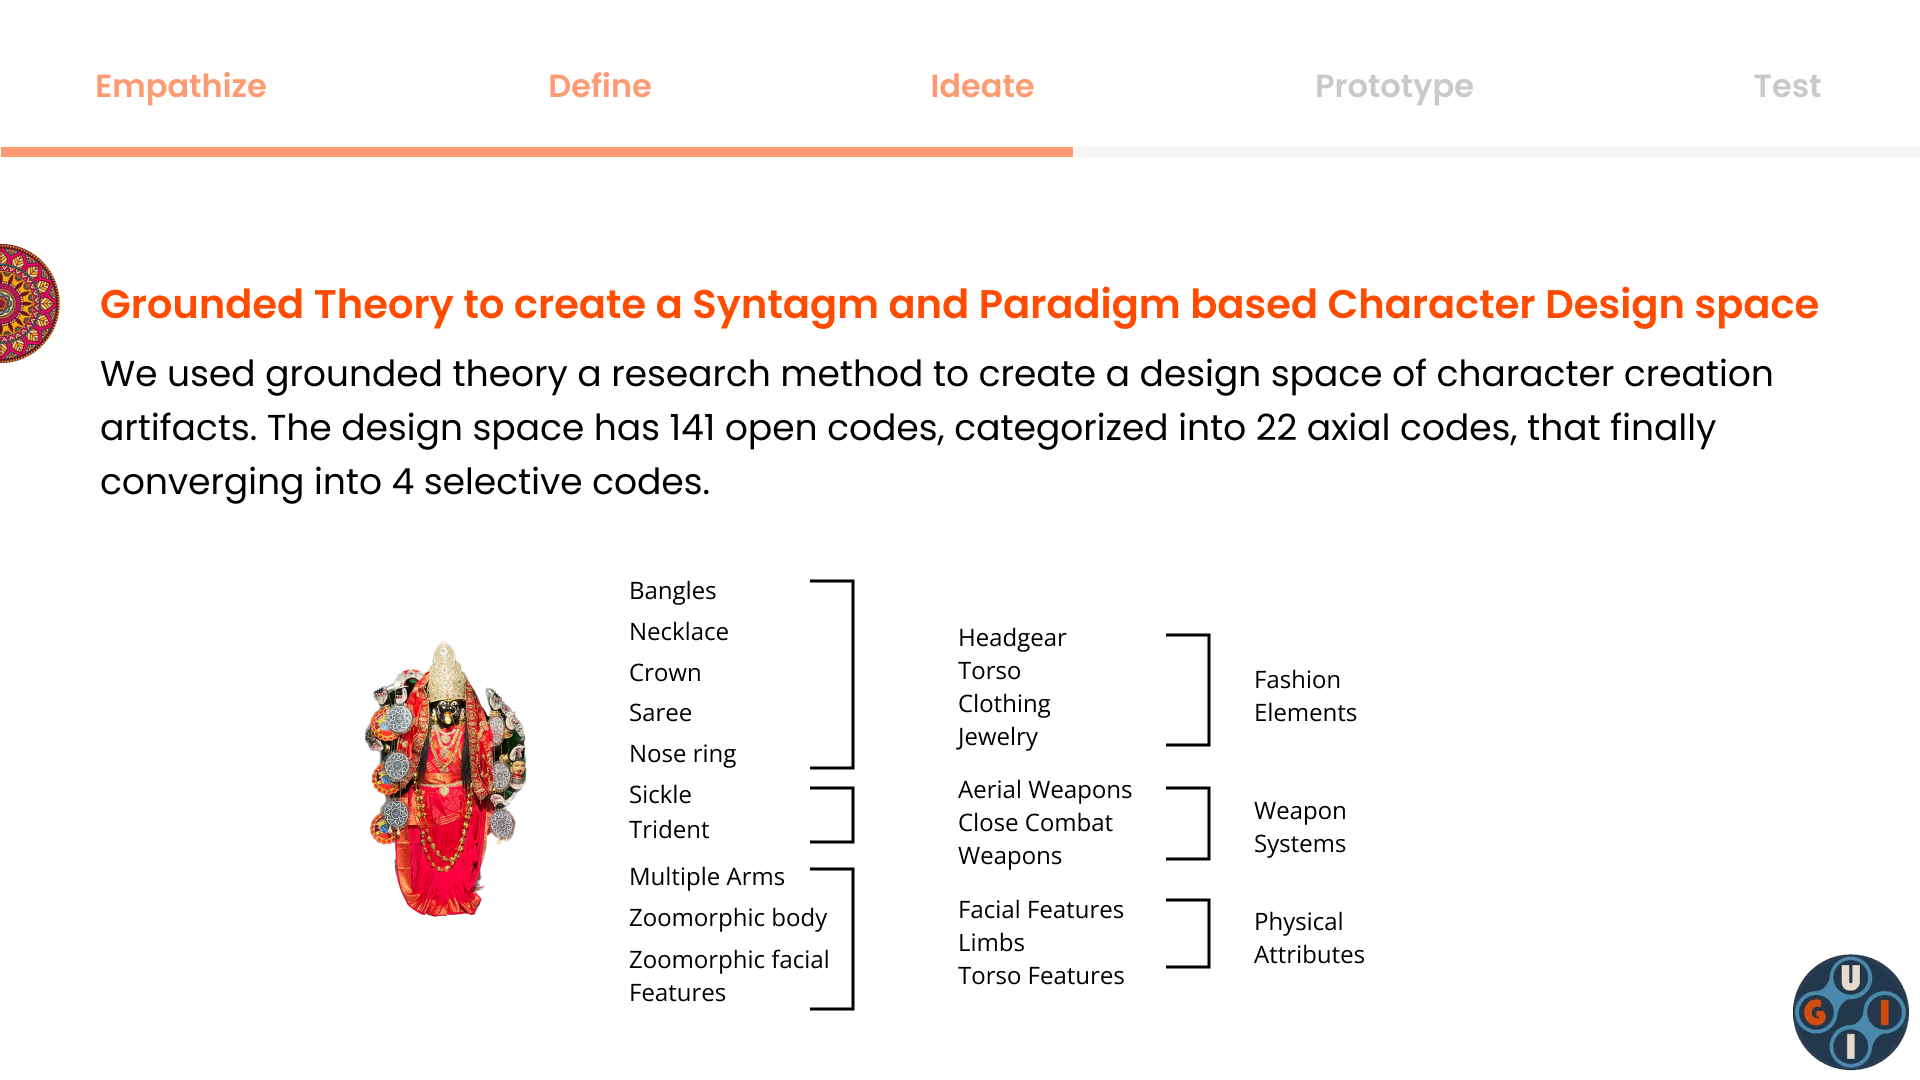 Empathize Define Ideate Prototype Test
Grounded Theory to create a Syntagm and Paradigm based Character Design space
We used grounded theory a research method to create a design space of character creation
artifacts. The design space has 141 open codes, categorized into 22 axial codes, that finally
converging into 4 selective codes.
Bangles
Necklace
Crown
Saree
Nose ring
Sickle
Trident
Multiple Arms
Zoomorphic body
Zoomorphic facial
Features
Headgear
Torso
Clothing
Jewelry
Aerial Weapons
Close Combat
Weapons
Facial Features
Limbs
Torso Features
Fashion
Elements
Weapon
Systems
Physical
Attributes
U
G I
I